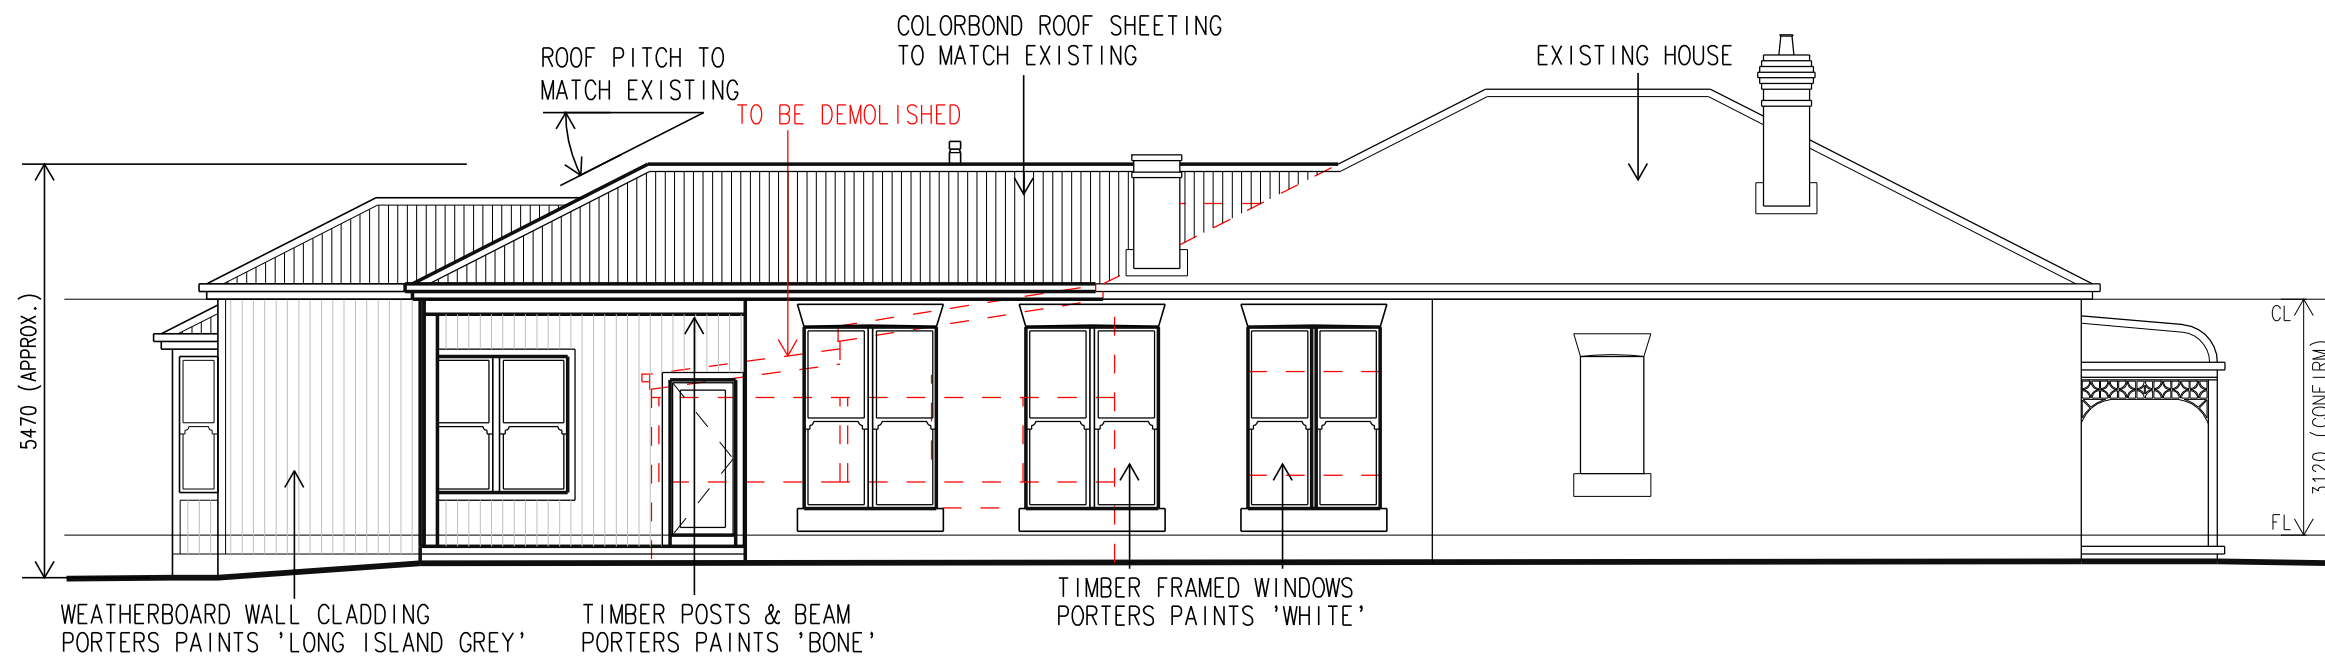 COLORBOND ROOF SHEETING
TO MATCH EXISTING
ROOF PITCH TO
MATCH EXISTING
EXISTING HOUSE
TO BE DEMOLISHED
5470 (APPROX.)
CL
3120 (CONFIRM)
FL
WEATHERBOARD WALL CLADDING
PORTERS PAINTS 'LONG ISLAND GREY'
TIMBER POSTS & BEAM
PORTERS PAINTS 'BONE'
TIMBER FRAMED WINDOWS
PORTERS PAINTS 'WHITE'